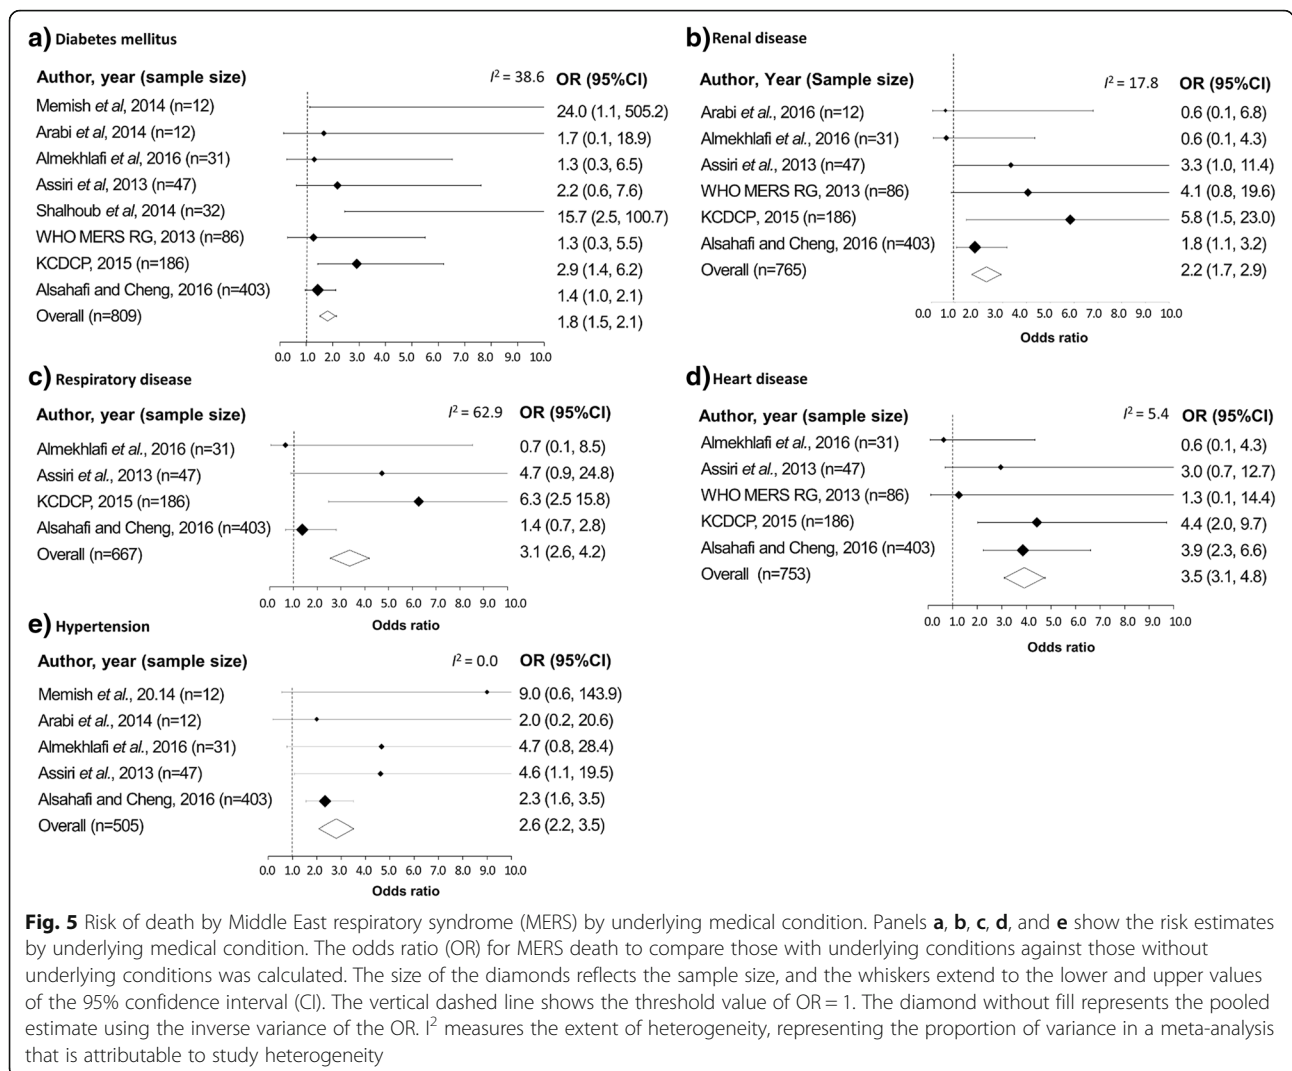 a) Diabetes mellitus
Author, year (sample size) I² = 38.6 OR (95%CI)
Memish et al, 2014 (n=12) 24.0 (1.1, 505.2)
Arabi et al, 2014 (n=12) 1.7 (0.1, 18.9)
Almekhlafi et al, 2016 (n=31) 1.3 (0.3, 6.5)
Assiri et al, 2013 (n=47) 2.2 (0.6, 7.6)
Shalhoub et al, 2014 (n=32) 15.7 (2.5, 100.7)
WHO MERS RG, 2013 (n=86) 1.3 (0.3, 5.5)
KCDCP, 2015 (n=186) 2.9 (1.4, 6.2)
Alsahafi and Cheng, 2016 (n=403) 1.4 (1.0, 2.1)
Overall (n=809) 1.8 (1.5, 2.1)
0.0 1.0 2.0 3.0 4.0 5.0 6.0 7.0 8.0 9.0 10.0
b) Renal disease
Author, Year (Sample size) I² = 17.8 OR (95%CI)
Arabi et al., 2016 (n=12) 0.6 (0.1, 6.8)
Almekhlafi et al., 2016 (n=31) 0.6 (0.1, 4.3)
Assiri et al., 2013 (n=47) 3.3 (1.0, 11.4)
WHO MERS RG, 2013 (n=86) 4.1 (0.8, 19.6)
KCDCP, 2015 (n=186) 5.8 (1.5, 23.0)
Alsahafi and Cheng, 2016 (n=403) 1.8 (1.1, 3.2)
Overall (n=765) 2.2 (1.7, 2.9)
0.0 1.0 2.0 3.0 4.0 5.0 6.0 7.0 8.0 9.0 10.0
Odds ratio
c) Respiratory disease
Author, year (sample size) I² = 62.9 OR (95%CI)
Almekhlafi et al., 2016 (n=31) 0.7 (0.1, 8.5)
Assiri et al., 2013 (n=47) 4.7 (0.9, 24.8)
KCDCP, 2015 (n=186) 6.3 (2.5 15.8)
Alsahafi and Cheng, 2016 (n=403) 1.4 (0.7, 2.8)
Overall (n=667) 3.1 (2.6, 4.2)
0.0 1.0 2.0 3.0 4.0 5.0 6.0 7.0 8.0 9.0 10.0
Odds ratio
d) Heart disease
Author, year (sample size) I² = 5.4 OR (95%CI)
Almekhlafi et al., 2016 (n=31) 0.6 (0.1, 4.3)
Assiri et al., 2013 (n=47) 3.0 (0.7, 12.7)
WHO MERS RG, 2013 (n=86) 1.3 (0.1, 14.4)
KCDCP, 2015 (n=186) 4.4 (2.0, 9.7)
Alsahafi and Cheng, 2016 (n=403) 3.9 (2.3, 6.6)
Overall (n=753) 3.5 (3.1, 4.8)
0.0 1.0 2.0 3.0 4.0 5.0 6.0 7.0 8.0 9.0 10.0
Odds ratio
e) Hypertension
Author, year (sample size) I² = 0.0 OR (95%CI)
Memish et al., 20.14 (n=12) 9.0 (0.6, 143.9)
Arabi et al., 2014 (n=12) 2.0 (0.2, 20.6)
Almekhlafi et al., 2016 (n=31) 4.7 (0.8, 28.4)
Assiri et al., 2013 (n=47) 4.6 (1.1, 19.5)
Alsahafi and Cheng, 2016 (n=403) 2.3 (1.6, 3.5)
Overall (n=505) 2.6 (2.2, 3.5)
0.0 1.0 2.0 3.0 4.0 5.0 6.0 7.0 8.0 9.0 10.0
Odds ratio
Fig. 5 Risk of death by Middle East respiratory syndrome (MERS) by underlying medical condition. Panels a, b, c, d, and e show the risk estimates
by underlying medical condition. The odds ratio (OR) for MERS death to compare those with underlying conditions against those without
underlying conditions was calculated. The size of the diamonds reflects the sample size, and the whiskers extend to the lower and upper values
of the 95% confidence interval (CI). The vertical dashed line shows the threshold value of OR = 1. The diamond without fill represents the pooled
estimate using the inverse variance of the OR. I² measures the extent of heterogeneity, representing the proportion of variance in a meta-analysis
that is attributable to study heterogeneity